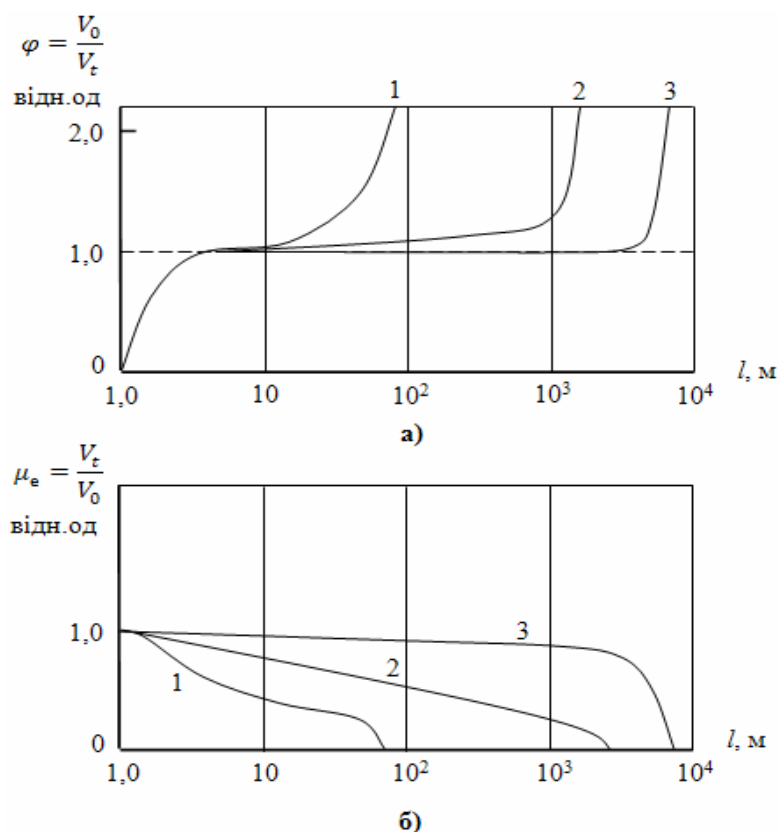 φ = V₀/Vₜ
відн.од
1 2 3
2,0
1,0
0
1,0 10 10² 10³ 10⁴ l, м
а)
μₑ = Vₜ/V₀
відн.од
1,0
3
2
1
0
l, м
1,0 10 10² 10³ 10⁴
б)